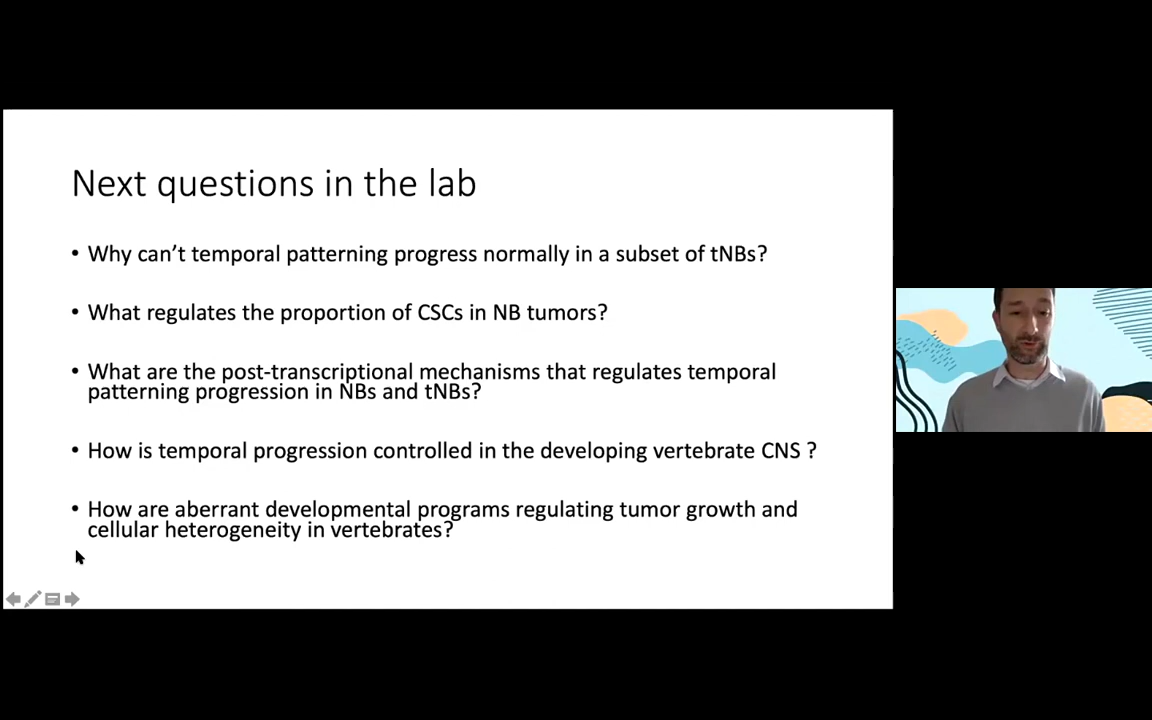 Next questions in the lab
• Why can’t temporal patterning progress normally in a subset of tNBs?
• What regulates the proportion of CSCs in NB tumors?
• What are the post-transcriptional mechanisms that regulates temporal
patterning progression in NBs and tNBs?
• How is temporal progression controlled in the developing vertebrate CNS ?
• How are aberrant developmental programs regulating tumor growth and
cellular heterogeneity in vertebrates?